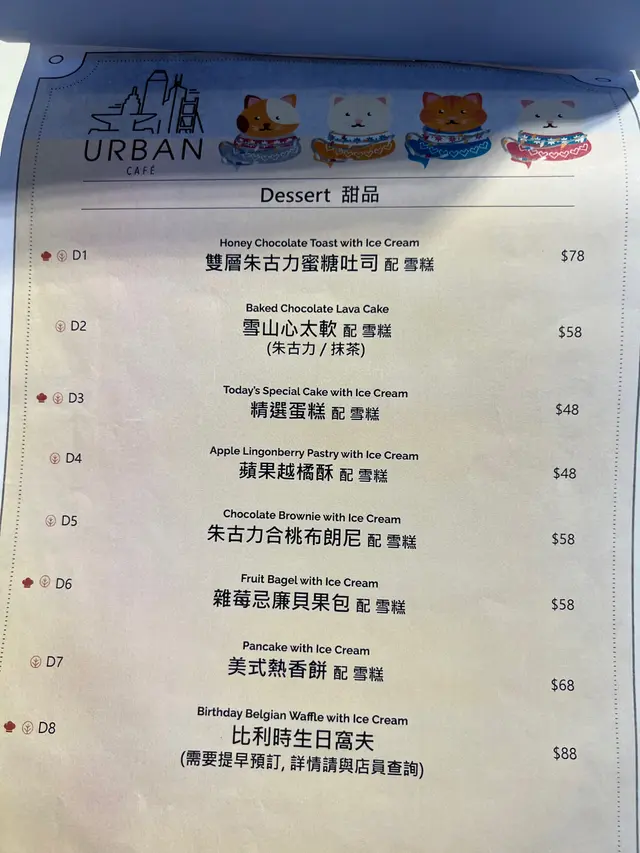 URBAN
CAFÉ
Dessert 甜品
Honey Chocolate Toast with Ice Cream
D1 雙層朱古力蜜糖吐司 配 雪糕 $78
Baked Chocolate Lava Cake
D2 雪山心太軟 配 雪糕 $58
(朱古力 / 抹茶)
Today's Special Cake with Ice Cream
D3 精選蛋糕 配 雪糕 $48
Apple Lingonberry Pastry with Ice Cream
D4 蘋果越橘酥 配 雪糕 $48
Chocolate Brownie with Ice Cream
D5 朱古力合桃布朗尼 配 雪糕 $58
Fruit Bagel with Ice Cream
D6 雜莓忌廉貝果包 配 雪糕 $58
Pancake with Ice Cream
D7 美式熱香餅 配 雪糕 $68
Birthday Belgian Waffle with Ice Cream
D8 比利時生日窩夫 $88
(需要提早預訂, 詳情請與店員查詢)